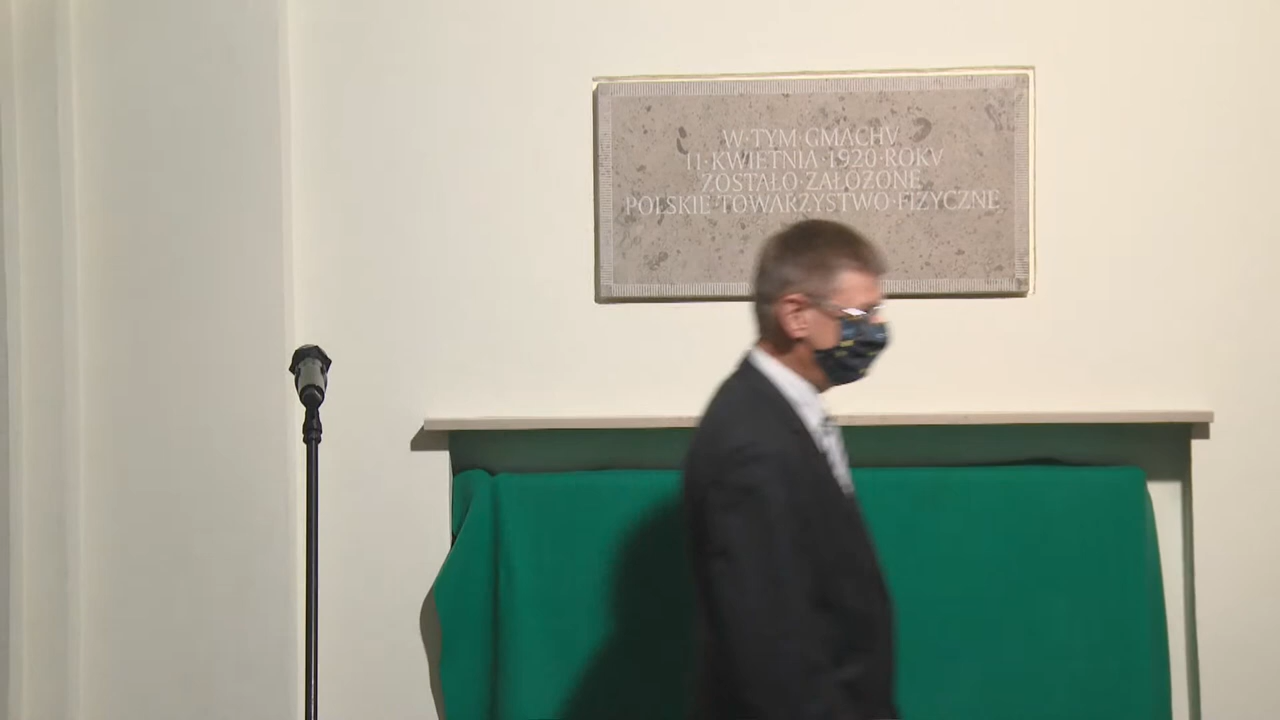 W·TYM·GMACHV
11·KWIETNIA·1920·ROKV
ZOSTAŁO·ZAŁOŻONE
POLSKIE·TOWARZYSTWO·FIZYCZNE